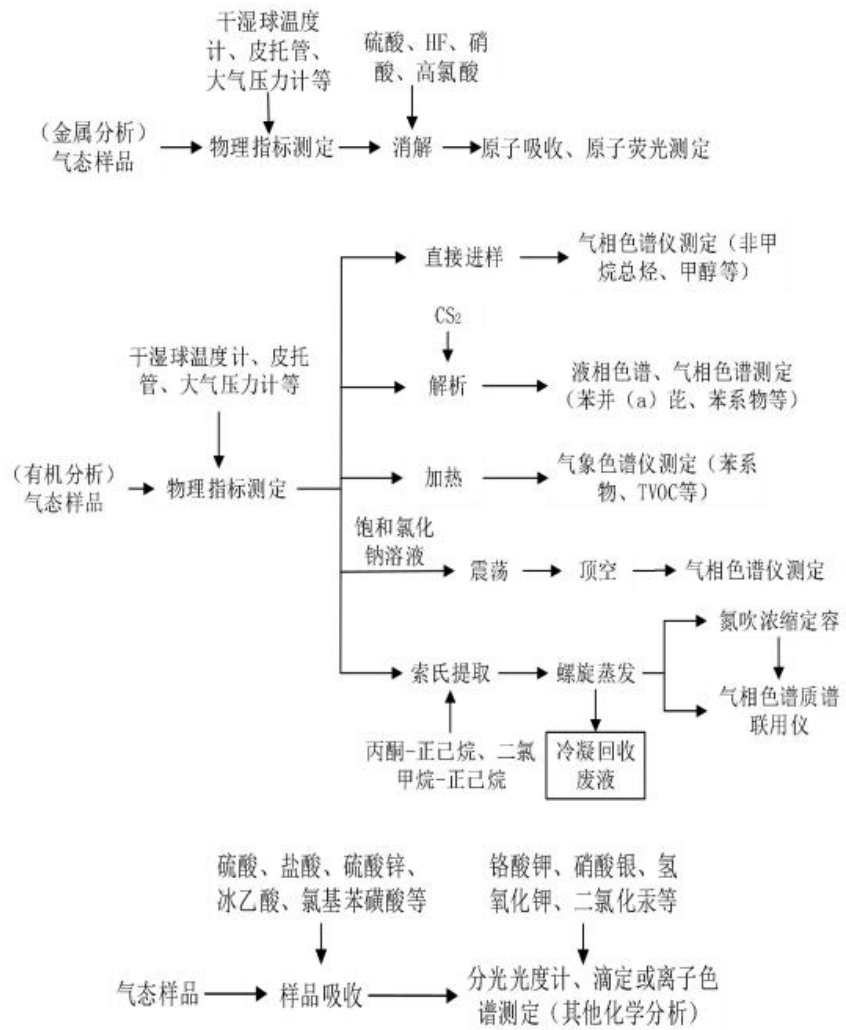 干湿球温度
计、皮托管、
大气压力计等
硫酸、HF、硝
酸、高氯酸
（金属分析）
气态样品
物理指标测定
消解
原子吸收、原子荧光测定
直接进样
气相色谱仪测定（非甲
烷总烃、甲醇等）
CS₂
干湿球温度计、皮托
管、大气压力计等
解析
液相色谱、气相色谱测定
（苯并（a）芘、苯系物等）
（有机分析）
气态样品
物理指标测定
加热
气象色谱仪测定（苯系
物、TVOC等）
饱和氯化
钠溶液
震荡
顶空
气相色谱仪测定
索氏提取
螺旋蒸发
氮吹浓缩定容
气相色谱质谱
联用仪
丙酮-正己烷、二氯
甲烷-正己烷
冷凝回收
废液
硫酸、盐酸、硫酸锌、
冰乙酸、氯基苯磺酸等
铬酸钾、硝酸银、氢
氧化钾、二氯化汞等
气态样品
样品吸收
分光光度计、滴定或离子色
谱测定（其他化学分析）